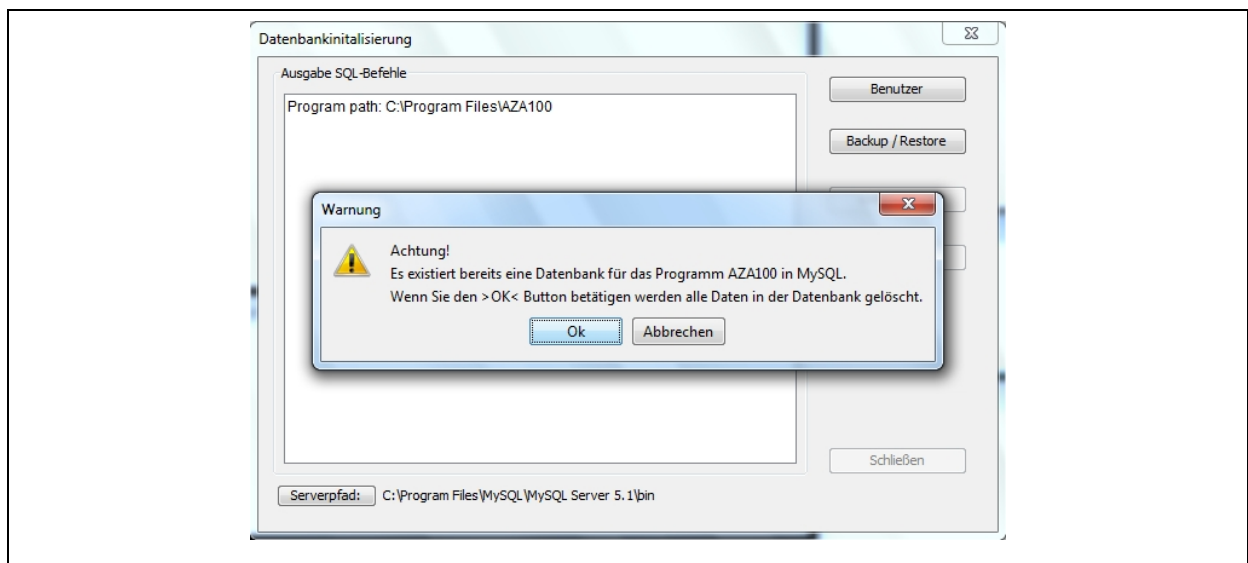 Datenbankinitalisierung
Ausgabe SQL-Befehle
Program path: C:\Program Files\AZA100
Benutzer
Backup / Restore
Warnung
Achtung!
Es existiert bereits eine Datenbank für das Programm AZA100 in MySQL.
Wenn Sie den >OK< Button betätigen werden alle Daten in der Datenbank gelöscht.
Ok
Abbrechen
Schließen
Serverpfad: C:\Program Files\MySQL\MySQL Server 5.1\bin